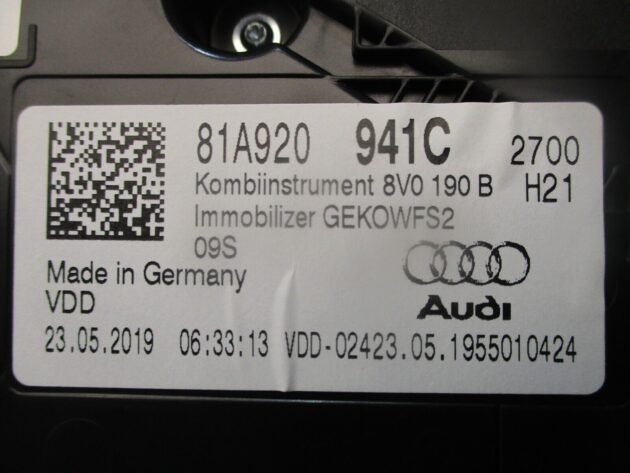 81A920 941C 2700
Kombiinstrument 8V0 190 B H21
Immobilizer GEKOWFS2
09S
Made in Germany
Audi
VDD
23.05.2019 06:33:13 VDD-02423.05.1955010424